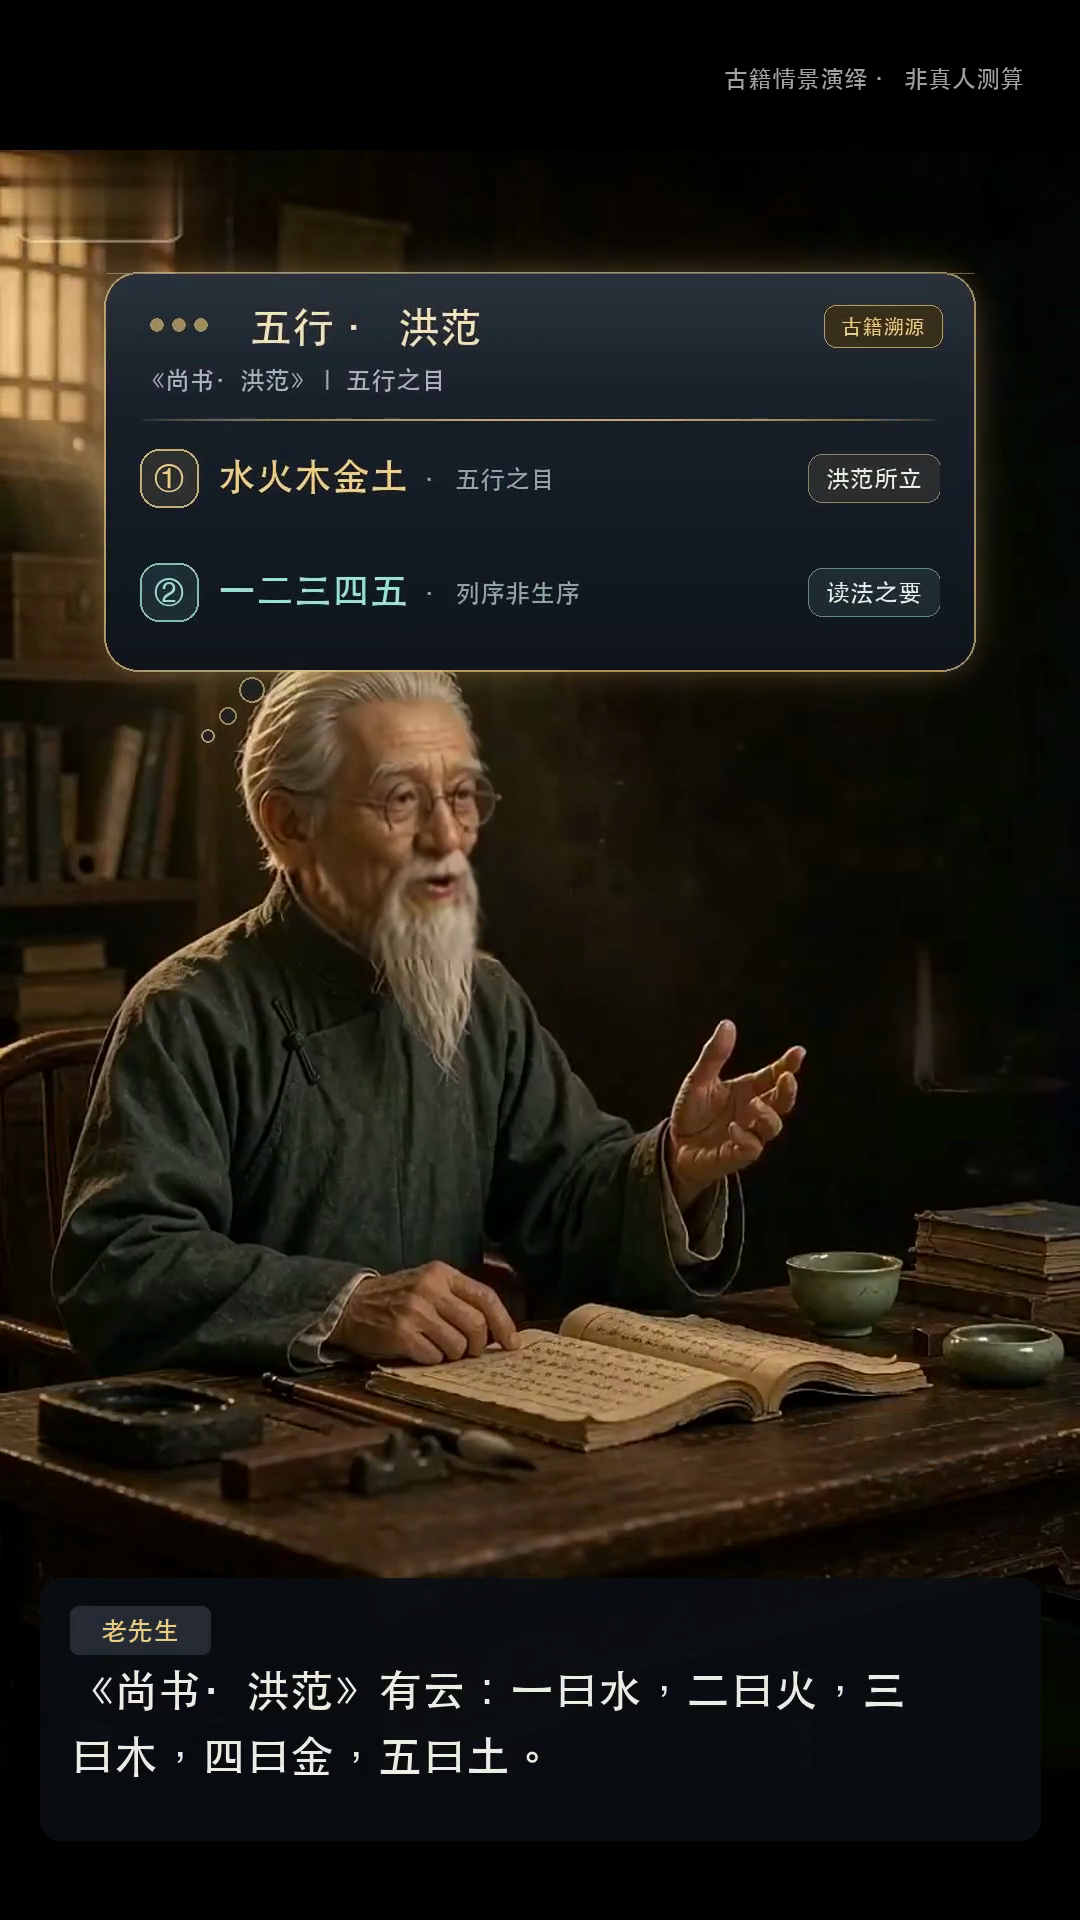 古籍情景演绎· 非真人测算
五行· 洪范
古籍溯源
《尚书· 洪范》 | 五行之目
① 水火木金土 · 五行之目 洪范所立
② 一二三四五 · 列序非生序 读法之要
老先生
《尚书· 洪范》有云：一曰水，二曰火，三
曰木，四曰金，五曰土。